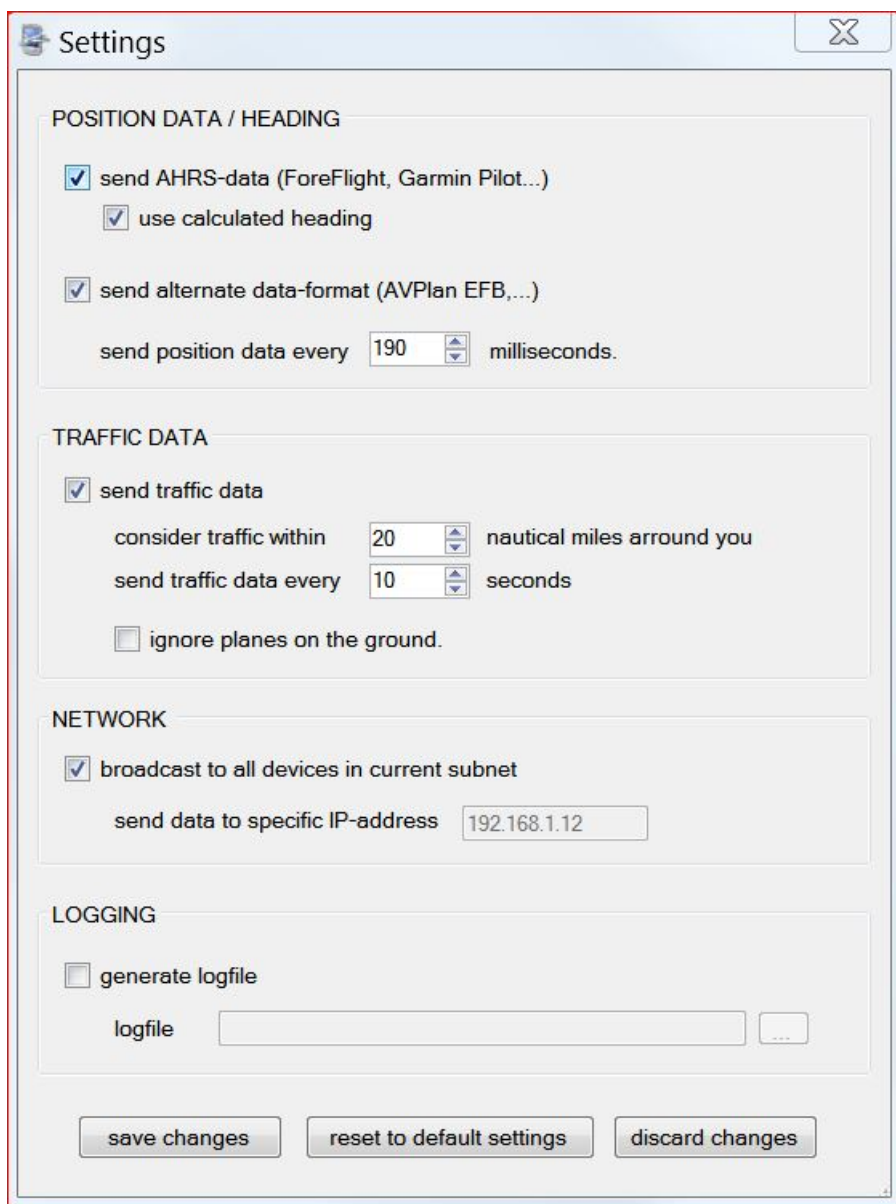 Settings
POSITION DATA / HEADING
send AHRS-data (ForeFlight, Garmin Pilot...)
use calculated heading
send alternate data-format (AVPlan EFB,...)
send position data every 190 milliseconds.
TRAFFIC DATA
send traffic data
consider traffic within 20 nautical miles arround you
send traffic data every 10 seconds
ignore planes on the ground.
NETWORK
broadcast to all devices in current subnet
send data to specific IP-address 192.168.1.12
LOGGING
generate logfile
logfile ...
save changes reset to default settings discard changes